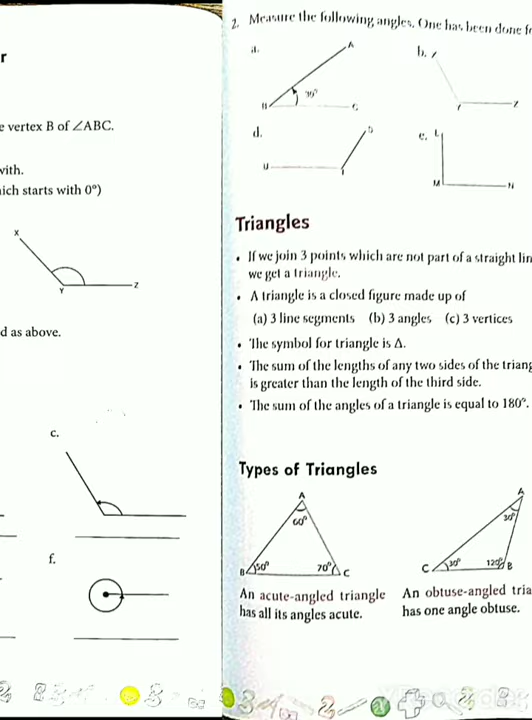 r
e vertex B of ∠ABC.
with.
ich starts with 0°)
X
Y
Z
d as above.
c.
f.
2. Measure the following angles. One has been done f
a.
A
B
C
b.
Z
d.
D
U
e.
L
M
N
Triangles
• If we join 3 points which are not part of a straight lin
we get a triangle.
• A triangle is a closed figure made up of
(a) 3 line segments (b) 3 angles (c) 3 vertices
• The symbol for triangle is Δ.
• The sum of the lengths of any two sides of the triang
is greater than the length of the third side.
• The sum of the angles of a triangle is equal to 180°.
Types of Triangles
A
60°
B
50°
70°
C
A
30°
C
30°
120°
B
An acute-angled triangle
has all its angles acute.
An obtuse-angled tria
has one angle obtuse.